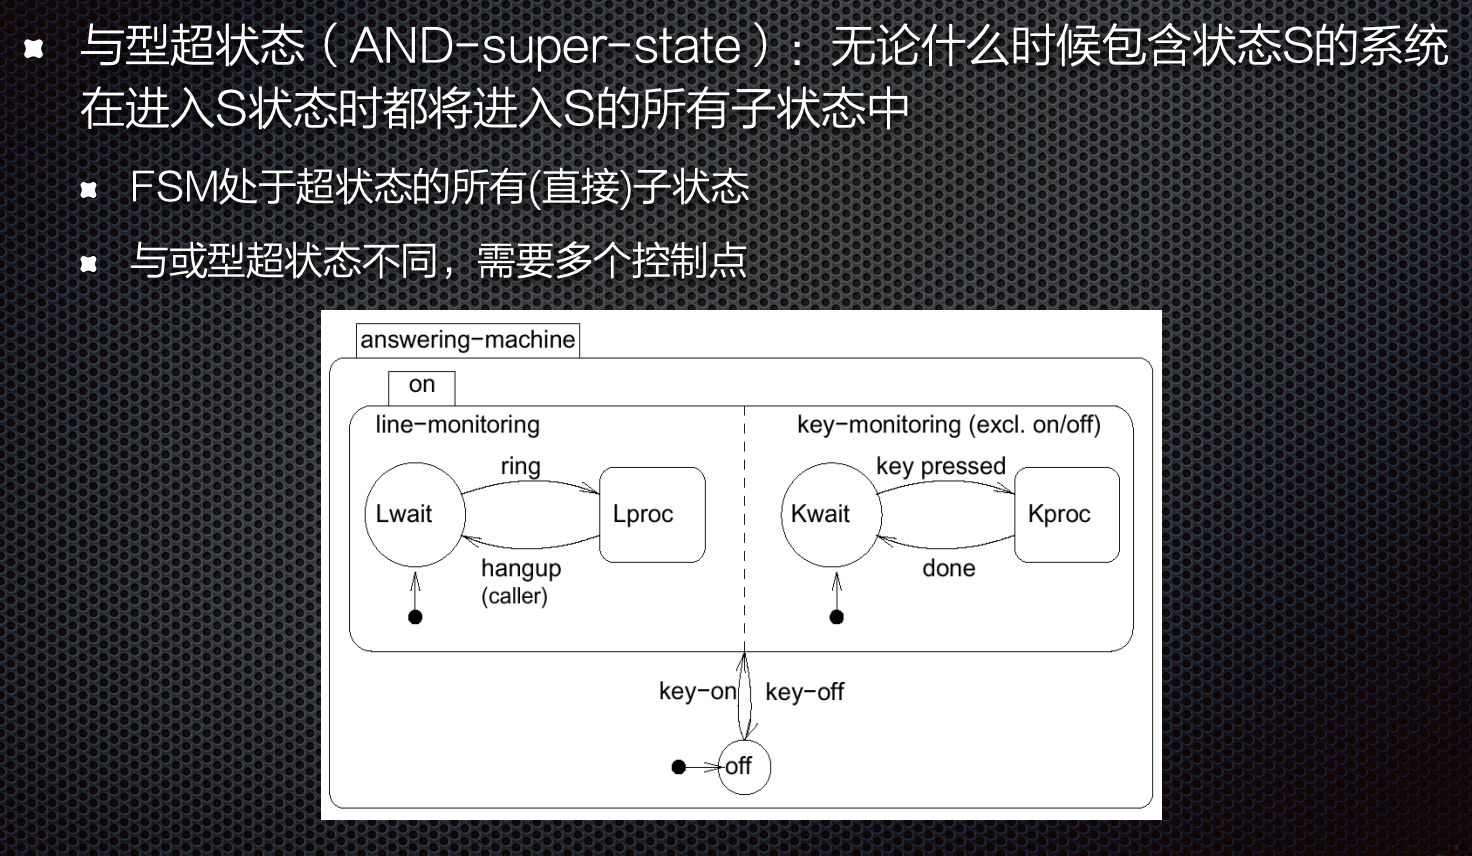 与型超状态（AND-super-state）：无论什么时候包含状态S的系统
在进入S状态时都将进入S的所有子状态中
FSM处于超状态的所有(直接)子状态
与或型超状态不同，需要多个控制点
answering-machine
on
line-monitoring
key-monitoring (excl. on/off)
ring
key pressed
Lwait
Lproc
Kwait
Kproc
hangup
(caller)
done
key-on
key-off
off